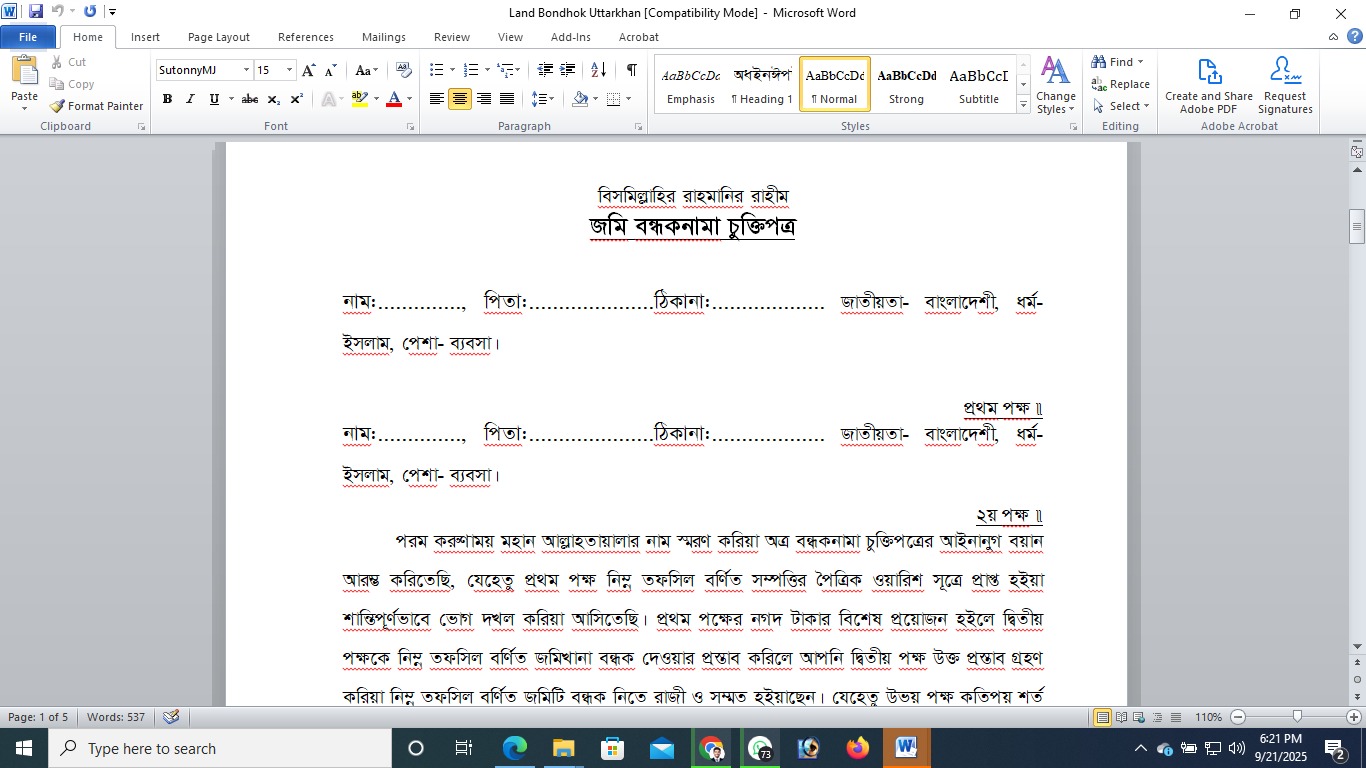 Land Bondhok Uttarkhan [Compatibility Mode] - Microsoft Word
File Home Insert Page Layout References Mailings Review View Add-Ins Acrobat
Paste
Cut
Copy
Format Painter
Clipboard
SutonnyMJ 15
Font
Paragraph
AaBbCcDc Emphasis
অধইনঈপ ¶ Heading 1
AaBbCcDd ¶ Normal
AaBbCcDd Strong
AaBbCcD Subtitle
Change Styles
Styles
Find
Replace
Select
Editing
Create and Share Adobe PDF
Request Signatures
Adobe Acrobat
বিসমিল্লাহির রাহমানির রাহীম
জমি বন্ধকনামা চুক্তিপত্র
নাম:.............., পিতা:.....................ঠিকানা:................... জাতীয়তা- বাংলাদেশী, ধর্ম-
ইসলাম, পেশা- ব্যবসা।
প্রথম পক্ষ॥
নাম:.............., পিতা:.....................ঠিকানা:................... জাতীয়তা- বাংলাদেশী, ধর্ম-
ইসলাম, পেশা- ব্যবসা।
২য় পক্ষ॥
পরম করুণাময় মহান আল্লাহতায়ালার নাম স্মরণ করিয়া অত্র বন্ধকনামা চুক্তিপত্রের আইনানুগ বয়ান
আরম্ভ করিতেছি, যেহেতু প্রথম পক্ষ নিম্ন তফসিল বর্ণিত সম্পত্তির পৈত্রিক ওয়ারিশ সূত্রে প্রাপ্ত হইয়া
শান্তিপূর্ণভাবে ভোগ দখল করিয়া আসিতেছি। প্রথম পক্ষের নগদ টাকার বিশেষ প্রয়োজন হইলে দ্বিতীয়
পক্ষকে নিম্ন তফসিল বর্ণিত জমিখানা বন্ধক দেওয়ার প্রস্তাব করিলে আপনি দ্বিতীয় পক্ষ উক্ত প্রস্তাব গ্রহণ
করিয়া নিম্ন তফসিল বর্ণিত জমিটি বন্ধক নিতে রাজী ও সম্মত হইয়াছেন। যেহেতু উভয় পক্ষ কতিপয় শর্ত
Page: 1 of 5 Words: 537 110%
Type here to search
73
6:21 PM
9/21/2025
2